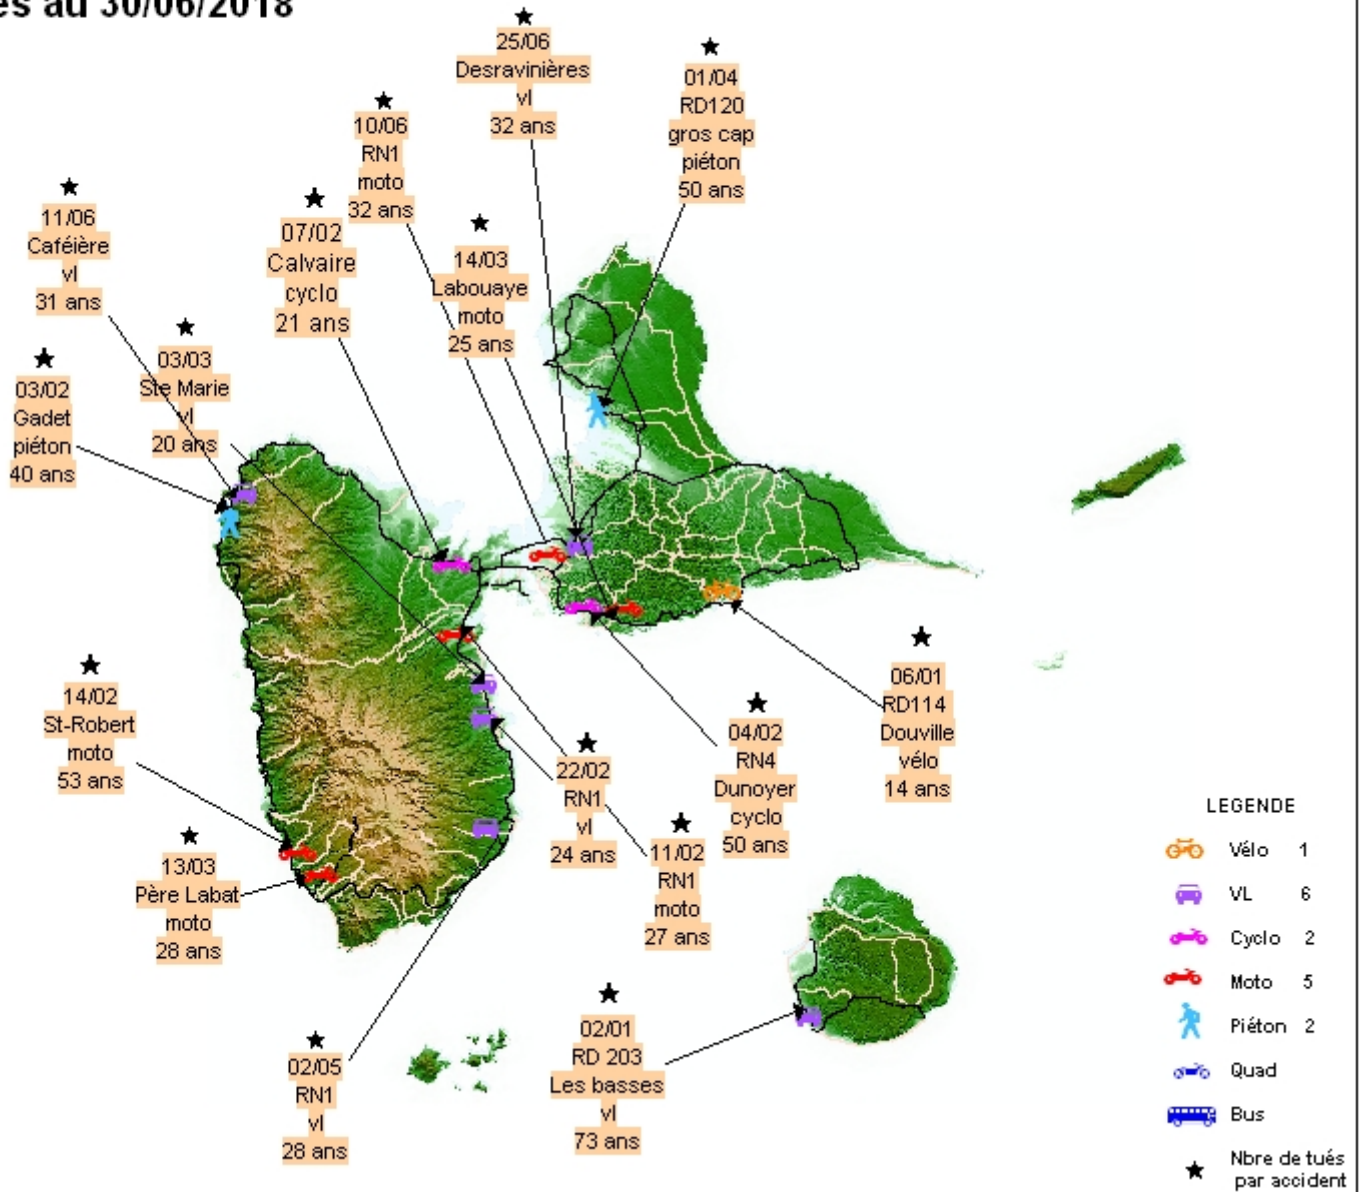 es au 30/06/2018
25/06
Desravinières
vl
32 ans
01/04
RD120
gros cap
piéton
50 ans
10/06
RN1
moto
32 ans
11/06
Caféière
vl
31 ans
07/02
Calvaire
cyclo
21 ans
14/03
Labouaye
moto
25 ans
03/03
Ste Marie
vl
20 ans
03/02
Gadet
piéton
40 ans
14/02
St-Robert
moto
53 ans
13/03
Père Labat
moto
28 ans
22/02
RN1
vl
24 ans
11/02
RN1
moto
27 ans
04/02
RN4
Dunoyer
cyclo
50 ans
06/01
RD114
Douville
vélo
14 ans
02/05
RN1
vl
28 ans
02/01
RD 203
Les basses
vl
73 ans
LEGENDE
Vélo 1
VL 6
Cyclo 2
Moto 5
Piéton 2
Quad
Bus
Nbre de tués
par accident